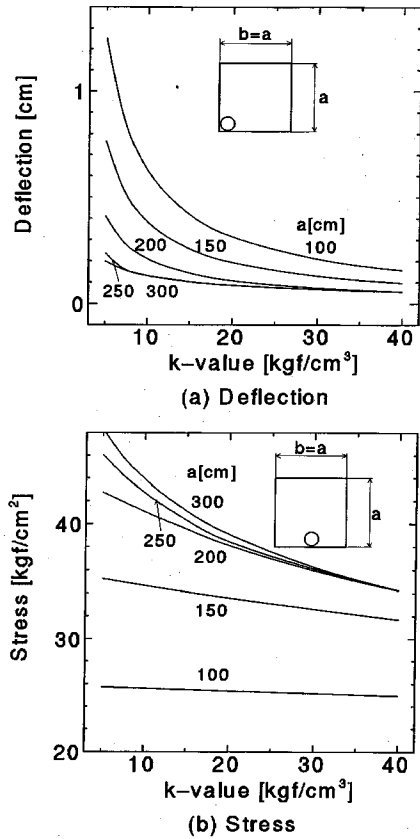 b=a
a
1
a[cm]
200
150
100
250
300
0
Deflection [cm]
10
20
30
40
k-value [kgf/cm³]
(a) Deflection
b=a
a
a[cm]
300
250
200
150
100
40
30
20
Stress [kgf/cm²]
10
20
30
40
k-value [kgf/cm³]
(b) Stress